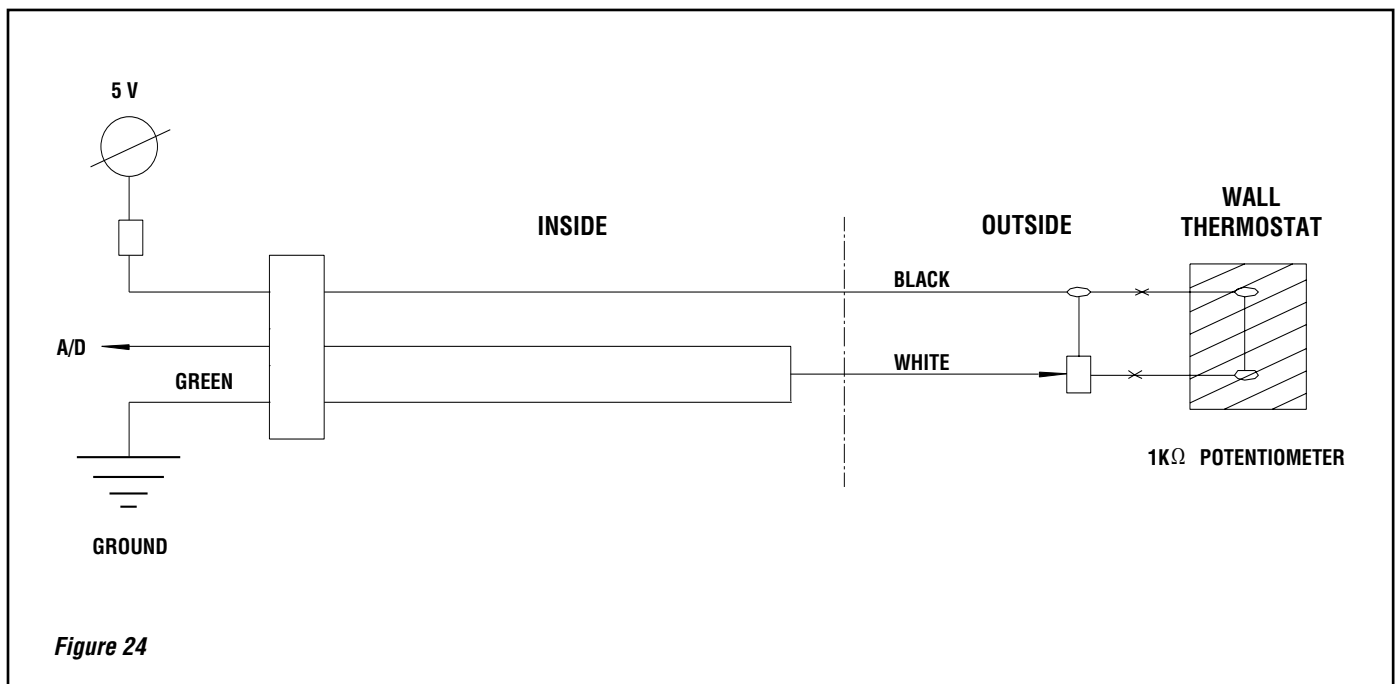 5 V
INSIDE
OUTSIDE
WALL
THERMOSTAT
BLACK
A/D
WHITE
GREEN
1KΩ POTENTIOMETER
GROUND
Figure 24